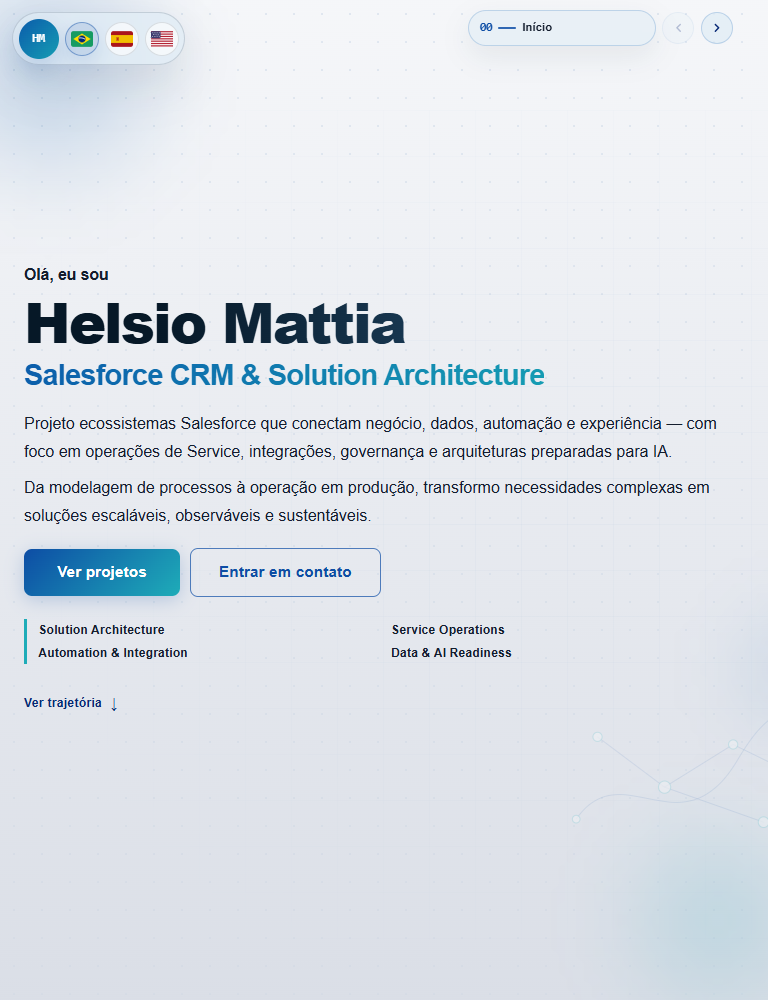 HM
00 — Início
Olá, eu sou
Helsio Mattia
Salesforce CRM & Solution Architecture
Projeto ecossistemas Salesforce que conectam negócio, dados, automação e experiência — com
foco em operações de Service, integrações, governança e arquiteturas preparadas para IA.
Da modelagem de processos à operação em produção, transformo necessidades complexas em
soluções escaláveis, observáveis e sustentáveis.
Ver projetos
Entrar em contato
Solution Architecture
Service Operations
Automation & Integration
Data & AI Readiness
Ver trajetória ↓